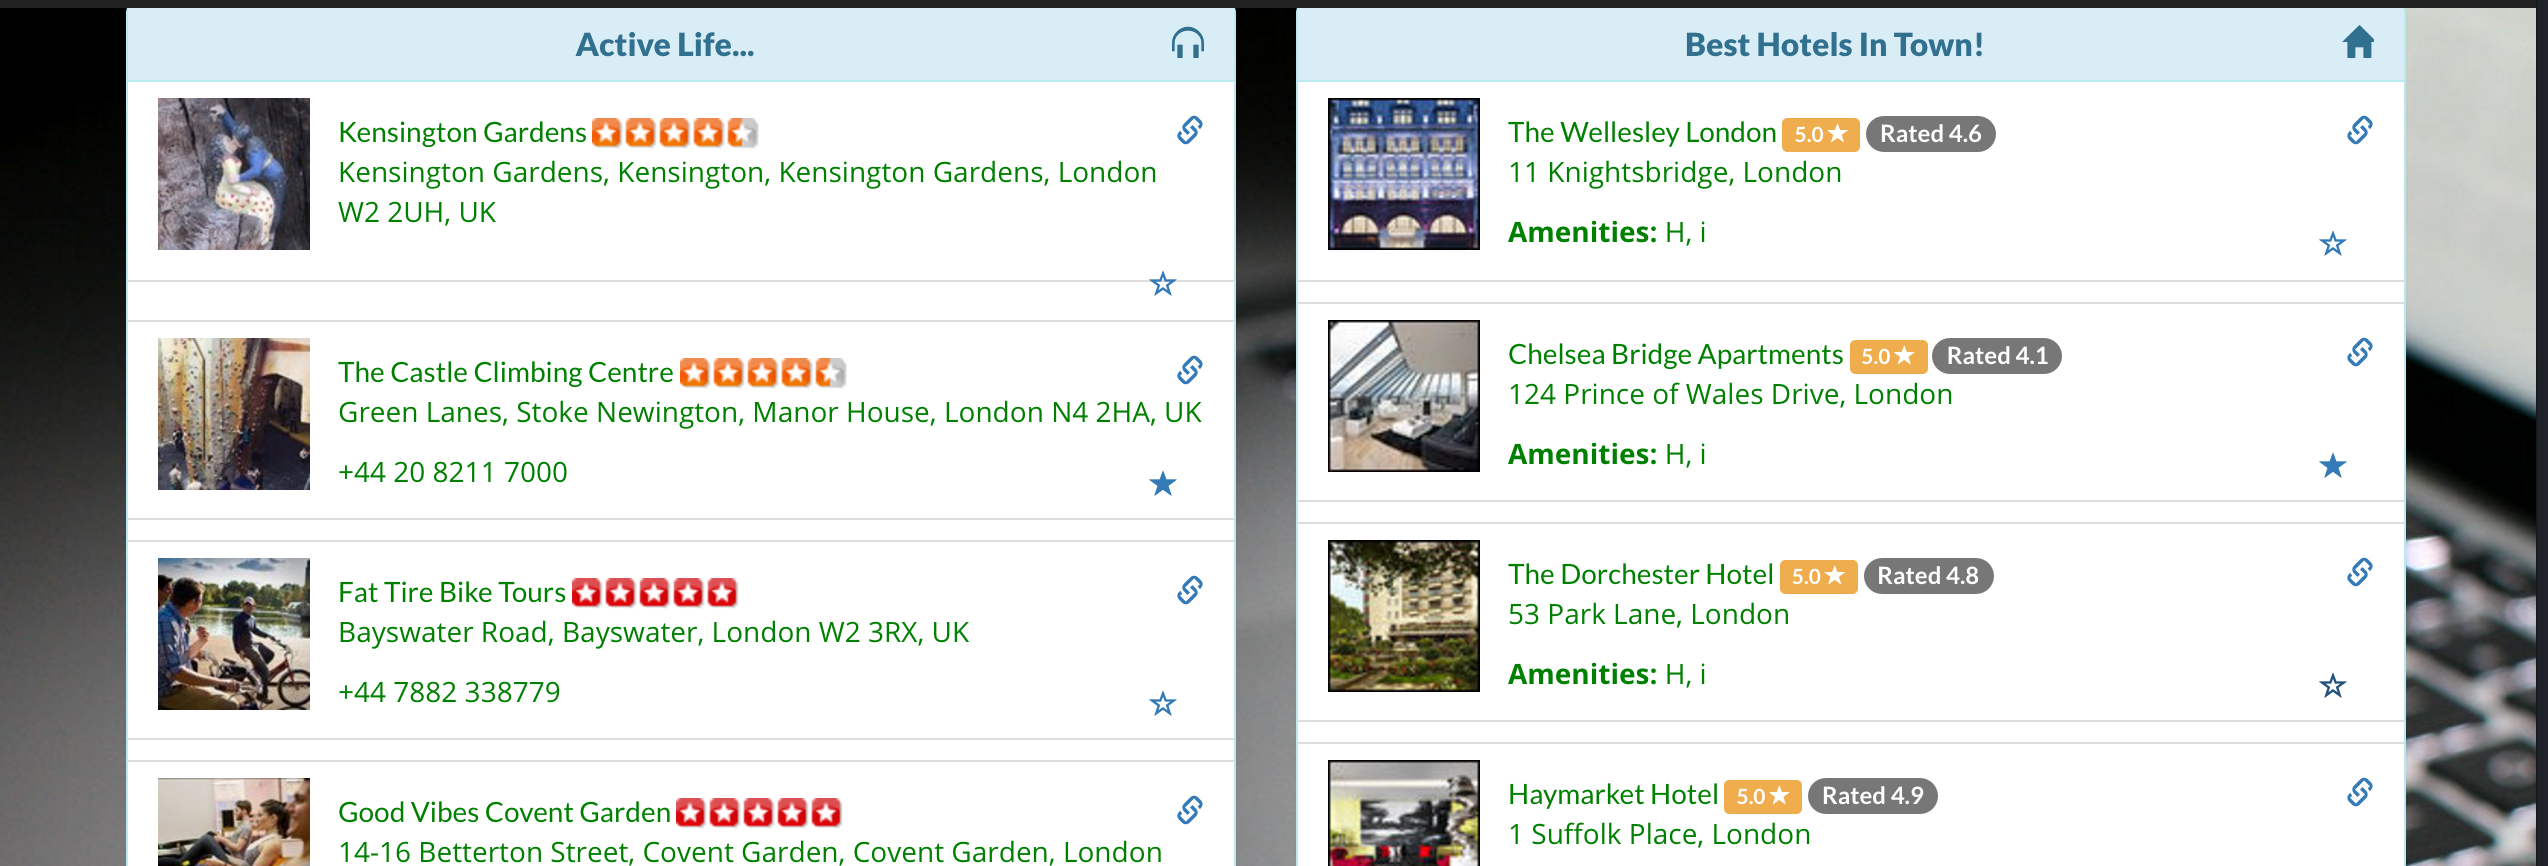 Active Life...
Kensington Gardens
Kensington Gardens, Kensington, Kensington Gardens, London
W2 2UH, UK
The Castle Climbing Centre
Green Lanes, Stoke Newington, Manor House, London N4 2HA, UK
+44 20 8211 7000
Fat Tire Bike Tours
Bayswater Road, Bayswater, London W2 3RX, UK
+44 7882 338779
Good Vibes Covent Garden
14-16 Betterton Street, Covent Garden, Covent Garden, London
Best Hotels In Town!
The Wellesley London 5.0★ Rated 4.6
11 Knightsbridge, London
Amenities: H, i
Chelsea Bridge Apartments 5.0★ Rated 4.1
124 Prince of Wales Drive, London
Amenities: H, i
The Dorchester Hotel 5.0★ Rated 4.8
53 Park Lane, London
Amenities: H, i
Haymarket Hotel 5.0★ Rated 4.9
1 Suffolk Place, London